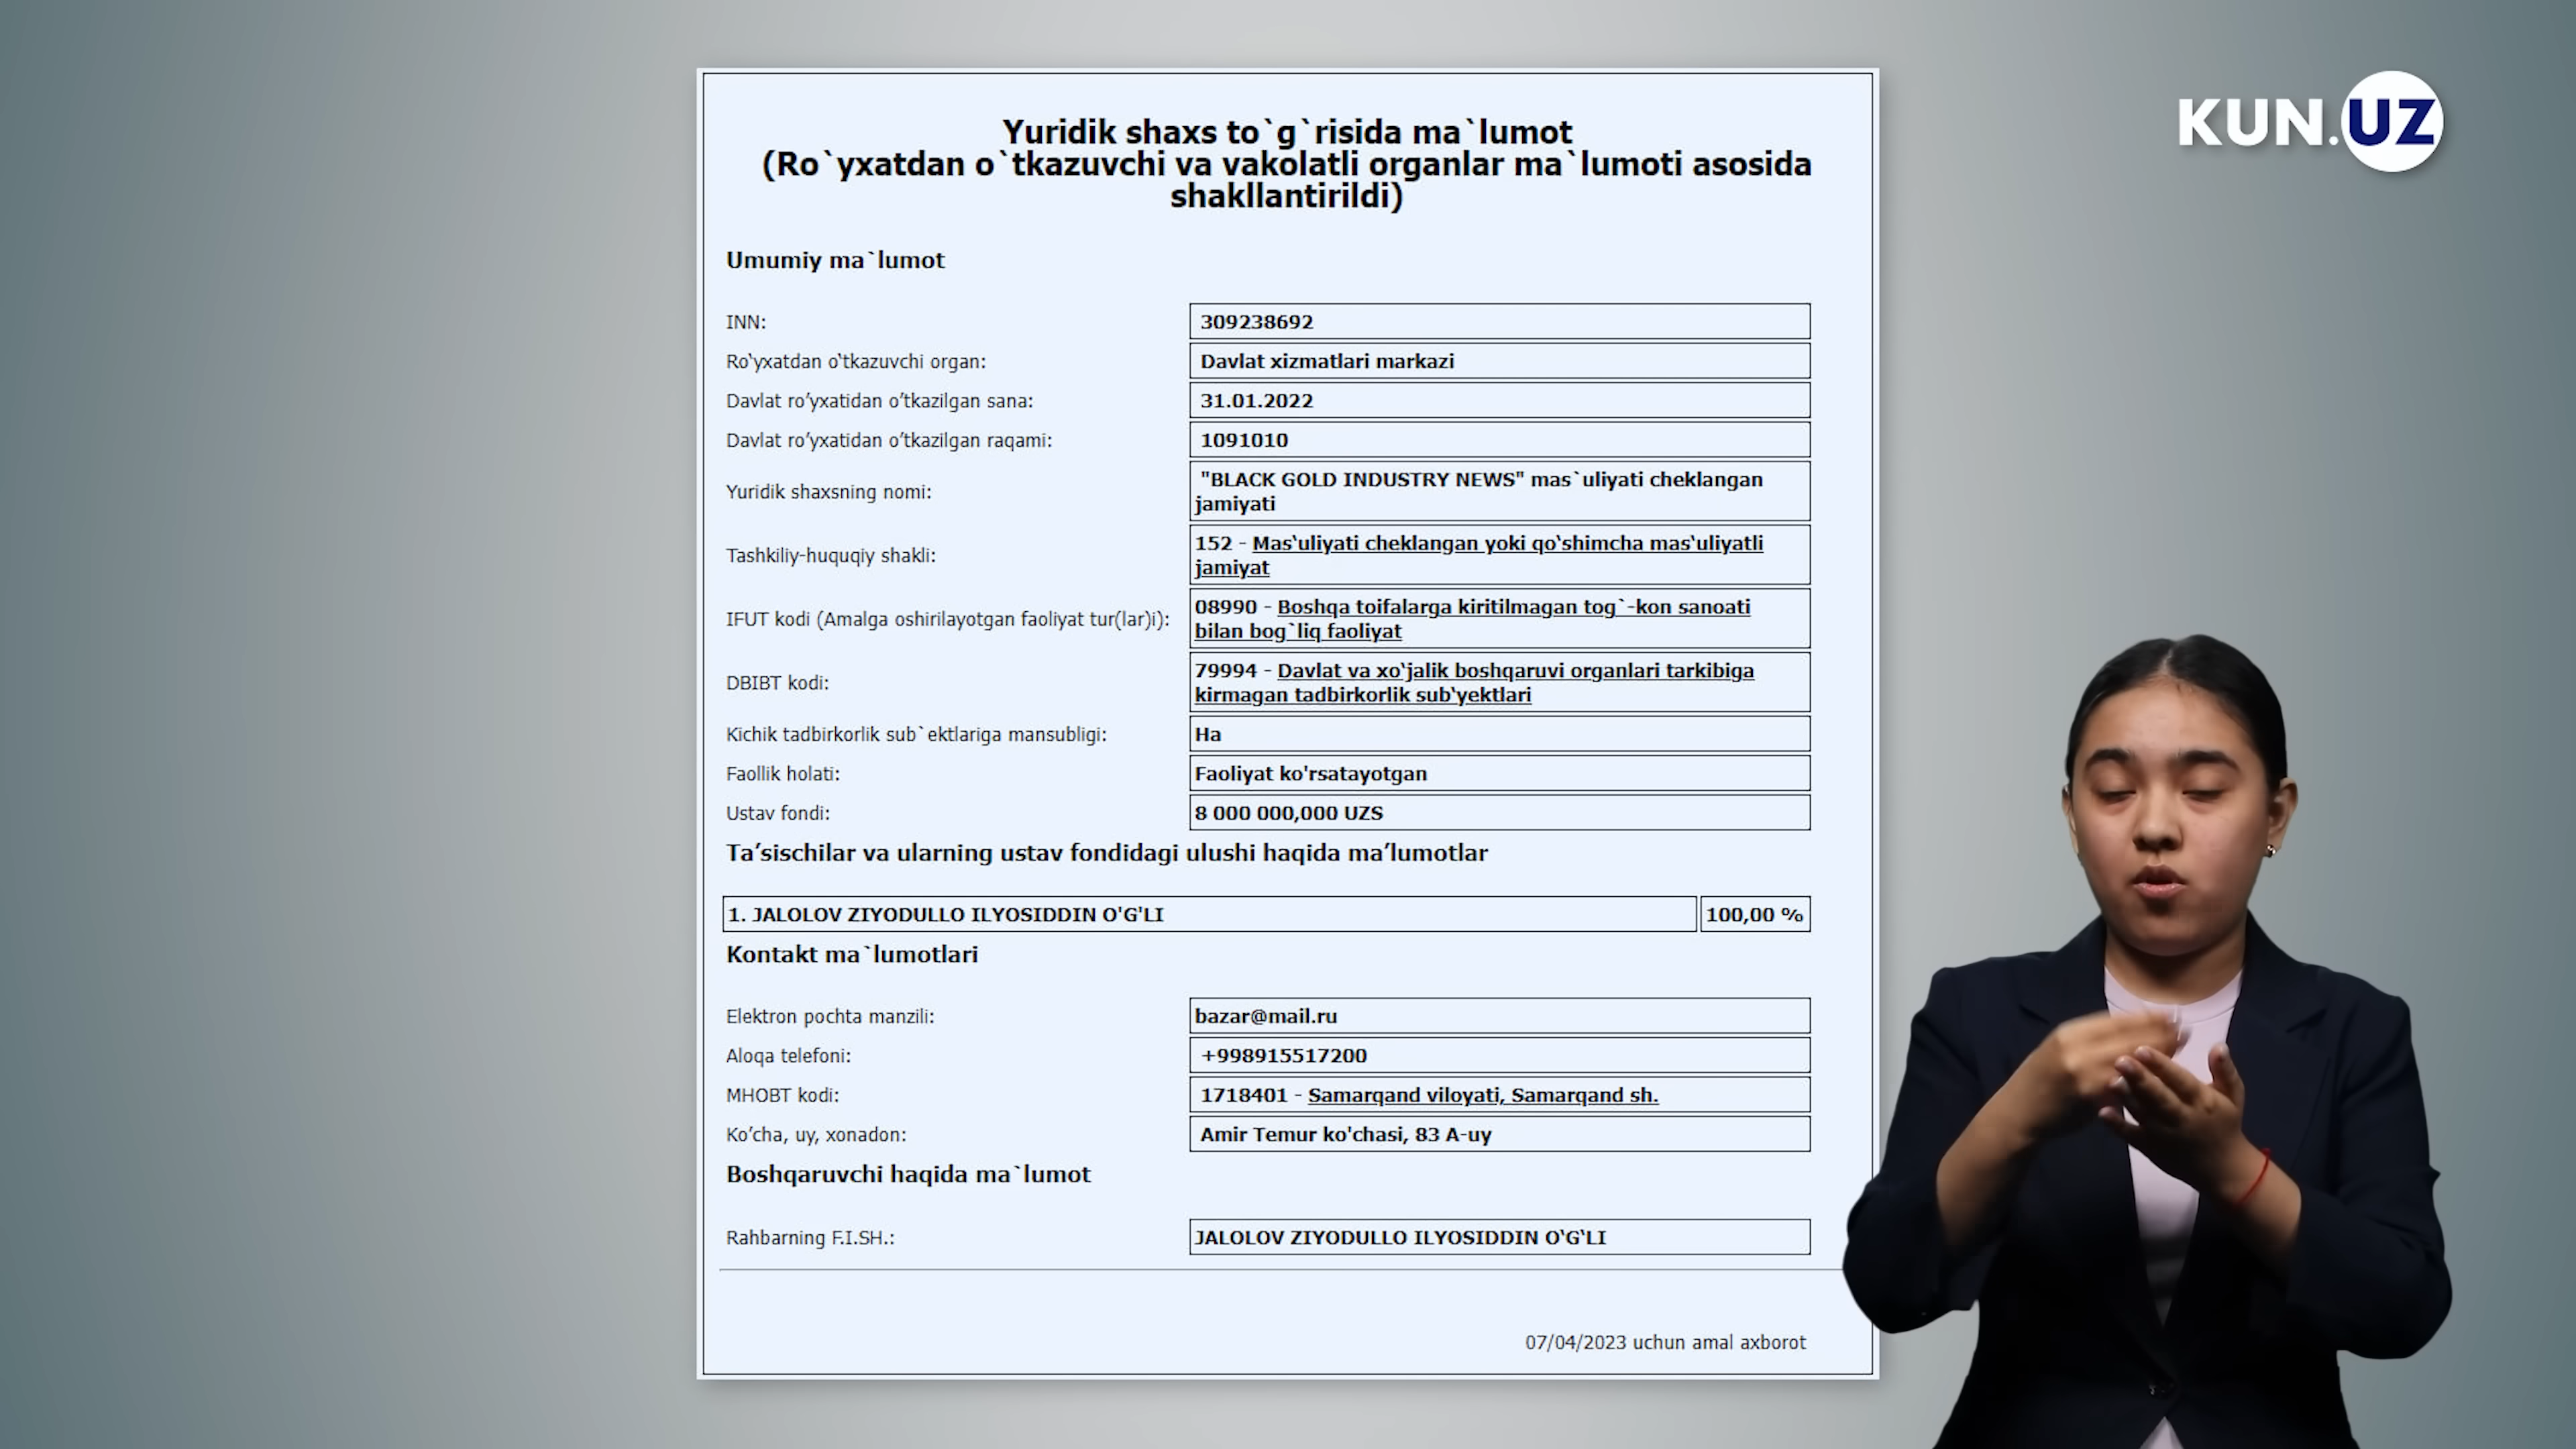 KUN.UZ
Yuridik shaxs to`g`risida ma`lumot
(Ro`yxatdan o`tkazuvchi va vakolatli organlar ma`lumoti asosida
shakllantirildi)
Umumiy ma`lumot
INN: 309238692
Ro‘yxatdan o‘tkazuvchi organ: Davlat xizmatlari markazi
Davlat ro’yxatidan o’tkazilgan sana: 31.01.2022
Davlat ro’yxatidan o’tkazilgan raqami: 1091010
Yuridik shaxsning nomi: "BLACK GOLD INDUSTRY NEWS" mas`uliyati cheklangan
jamiyati
Tashkiliy-huquqiy shakli: 152 - Mas‘uliyati cheklangan yoki qo‘shimcha mas‘uliyatli
jamiyat
IFUT kodi (Amalga oshirilayotgan faoliyat tur(lar)i): 08990 - Boshqa toifalarga kiritilmagan tog`-kon sanoati
bilan bog`liq faoliyat
DBIBT kodi: 79994 - Davlat va xo‘jalik boshqaruvi organlari tarkibiga
kirmagan tadbirkorlik sub‘yektlari
Kichik tadbirkorlik sub`ektlariga mansubligi: Ha
Faollik holati: Faoliyat ko'rsatayotgan
Ustav fondi: 8 000 000,000 UZS
Ta’sischilar va ularning ustav fondidagi ulushi haqida ma’lumotlar
1. JALOLOV ZIYODULLO ILYOSIDDIN O'G'LI 100,00 %
Kontakt ma`lumotlari
Elektron pochta manzili: bazar@mail.ru
Aloqa telefoni: +998915517200
MHOBT kodi: 1718401 - Samarqand viloyati, Samarqand sh.
Ko’cha, uy, xonadon: Amir Temur ko'chasi, 83 A-uy
Boshqaruvchi haqida ma`lumot
Rahbarning F.I.SH.: JALOLOV ZIYODULLO ILYOSIDDIN O‘G‘LI
07/04/2023 uchun amal axborot